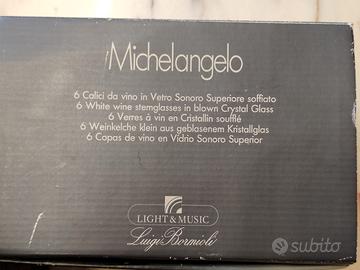 Michelangelo
6 Calici da vino in Vetro Sonoro Superiore soffiato
6 White wine stemglasses in blown Crystal Glass
6 Verres à vin en Cristallin soufflé
6 Weinkelche klein aus geblasenem Kristallglas
6 Copas de vino en Vidrio Sonoro Superior
LIGHT & MUSIC
Luigi Bormioli
subito